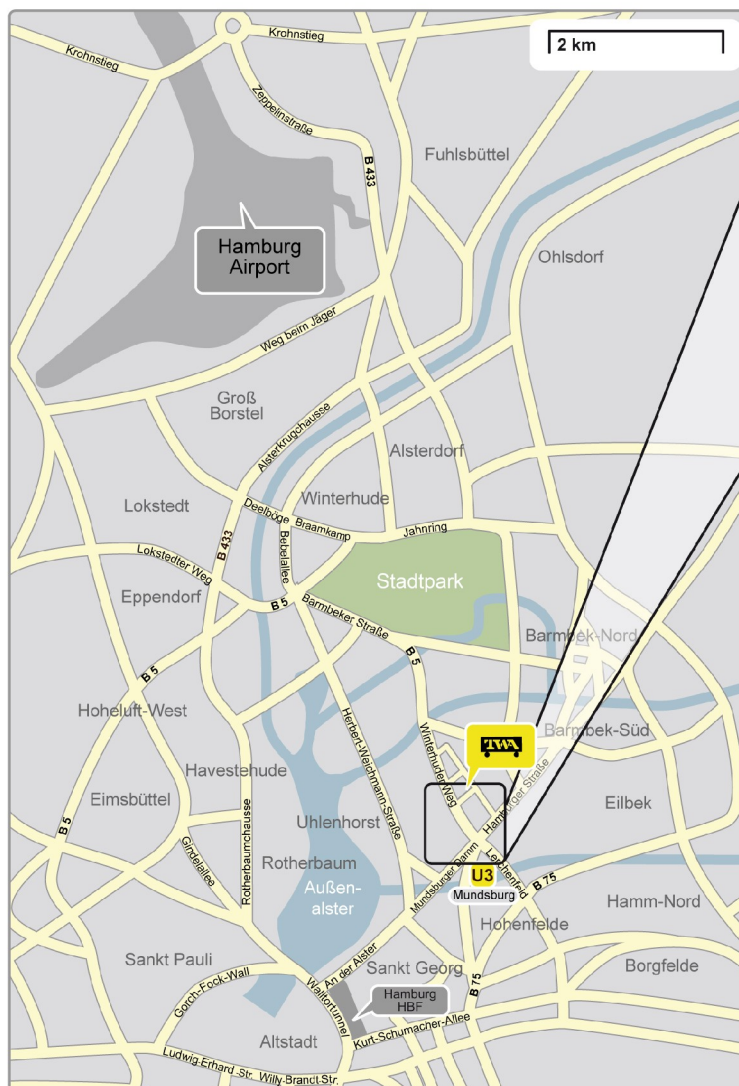 Krohnstieg
Krohnstieg
2 km
Zeppelinstraße
B 433
Fuhlsbüttel
Hamburg
Airport
Ohlsdorf
Weg beim Jäger
Groß
Borstel
Alsterkrugchausse
Alsterdorf
Lokstedt
Winterhude
Deelböge
Braamkamp
Jahnring
B 433
Bebelallee
Lokstedter Weg
Stadtpark
Eppendorf
B 5
Barmbeker Straße
Barmbek-Nord
B 5
B 5
Hoheluft-West
Herbert-Weichmann-Straße
Winterhuder Weg
TWA
Barmbek-Süd
Havestehude
Hamburger Straße
Eimsbüttel
Eilbek
B 5
Uhlenhorst
Gindelallee
Rotherbaumchausse
Rotherbaum
Mundsburger Damm
Lerchenfeld
U3
Mundsburg
B 75
Außen-
alster
Hamm-Nord
Hohenfelde
Sankt Pauli
An der Alster
Sankt Georg
Borgfelde
Gorch-Fock-Wall
Walltortunnel
B 75
Hamburg
HBF
Altstadt
Kurt-Schumacher-Allee
Ludwig-Erhard Str.
Willy-Brandt-Str.